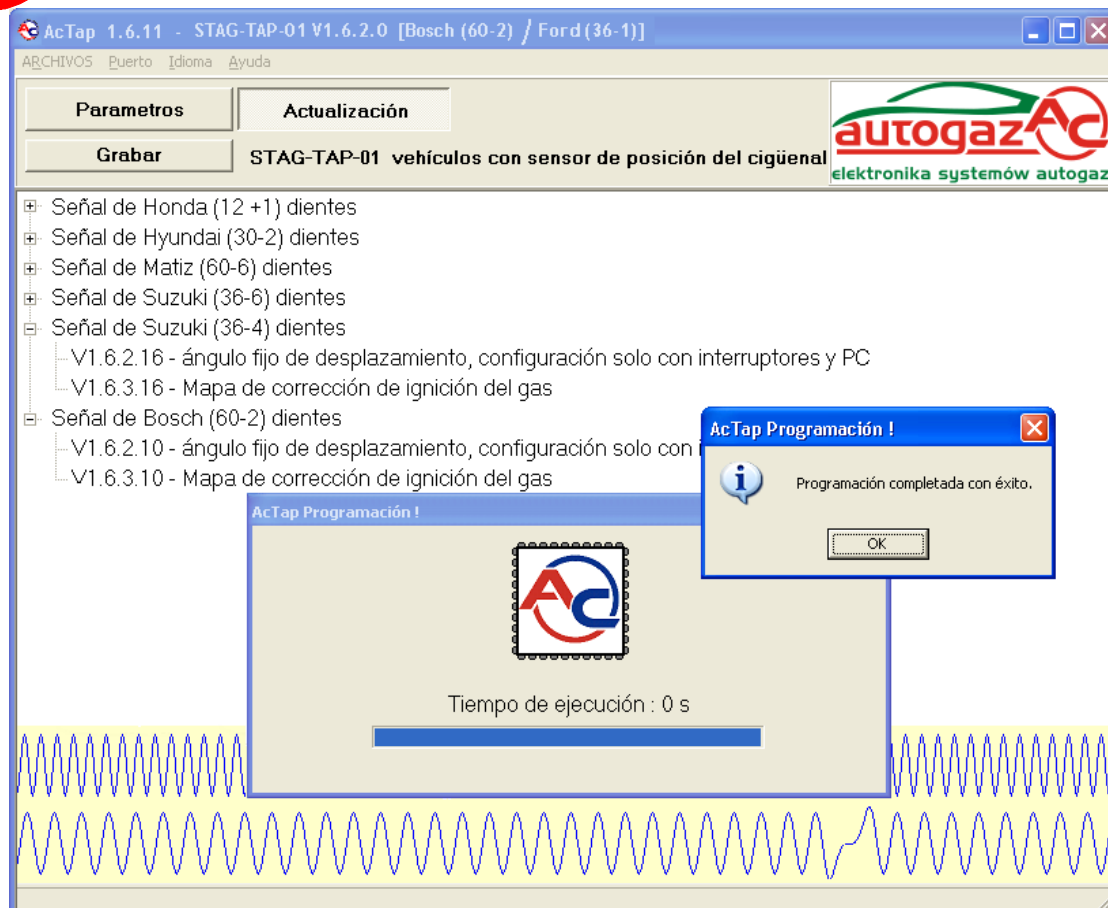 AcTap 1.6.11 - STAG-TAP-01 V1.6.2.0 [Bosch (60-2) / Ford (36-1)]
ARCHIVOS Puerto Idioma Ayuda
Parametros
Actualización
Grabar
STAG-TAP-01 vehículos con sensor de posición del cigüenal
autogaz AC
elektronika systemów autogaz
Señal de Honda (12 +1) dientes
Señal de Hyundai (30-2) dientes
Señal de Matiz (60-6) dientes
Señal de Suzuki (36-6) dientes
Señal de Suzuki (36-4) dientes
V1.6.2.16 - ángulo fijo de desplazamiento, configuración solo con interruptores y PC
V1.6.3.16 - Mapa de corrección de ignición del gas
Señal de Bosch (60-2) dientes
V1.6.2.10 - ángulo fijo de desplazamiento, configuración solo con i
V1.6.3.10 - Mapa de corrección de ignición del gas
AcTap Programación !
Programación completada con éxito.
OK
AcTap Programación !
AC
Tiempo de ejecución : 0 s